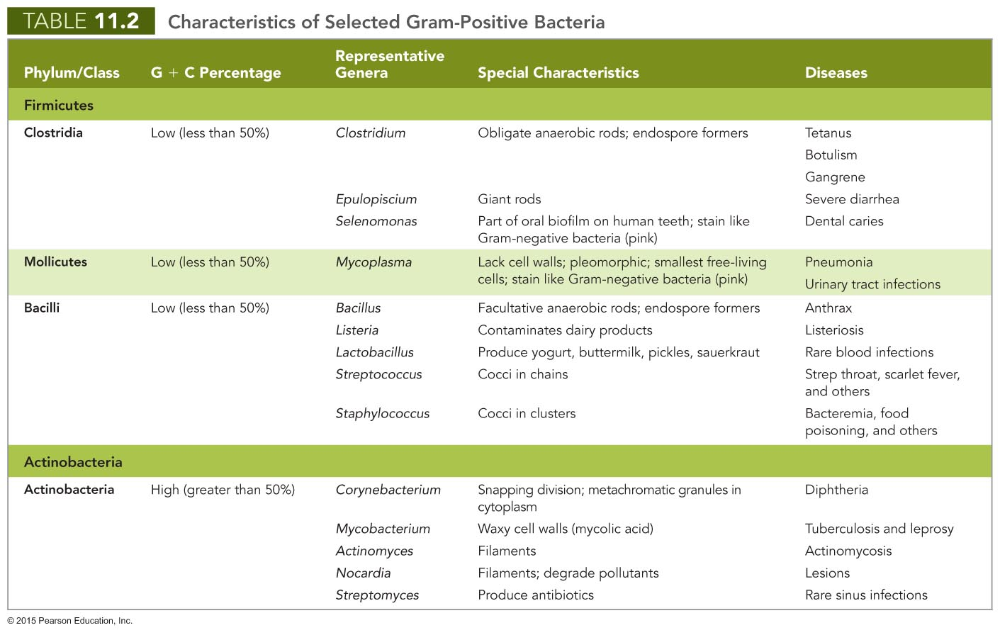 TABLE 11.2 Characteristics of Selected Gram-Positive Bacteria
Representative
Phylum/Class G + C Percentage Genera Special Characteristics Diseases
Firmicutes
Clostridia Low (less than 50%) Clostridium Obligate anaerobic rods; endospore formers Tetanus
Botulism
Gangrene
Epulopiscium Giant rods Severe diarrhea
Selenomonas Part of oral biofilm on human teeth; stain like Dental caries
Gram-negative bacteria (pink)
Mollicutes Low (less than 50%) Mycoplasma Lack cell walls; pleomorphic; smallest free-living Pneumonia
cells; stain like Gram-negative bacteria (pink)
Urinary tract infections
Bacilli Low (less than 50%) Bacillus Facultative anaerobic rods; endospore formers Anthrax
Listeria Contaminates dairy products Listeriosis
Lactobacillus Produce yogurt, buttermilk, pickles, sauerkraut Rare blood infections
Streptococcus Cocci in chains Strep throat, scarlet fever,
and others
Staphylococcus Cocci in clusters Bacteremia, food
poisoning, and others
Actinobacteria
Actinobacteria High (greater than 50%) Corynebacterium Snapping division; metachromatic granules in Diphtheria
cytoplasm
Mycobacterium Waxy cell walls (mycolic acid) Tuberculosis and leprosy
Actinomyces Filaments Actinomycosis
Nocardia Filaments; degrade pollutants Lesions
Streptomyces Produce antibiotics Rare sinus infections
© 2015 Pearson Education, Inc.